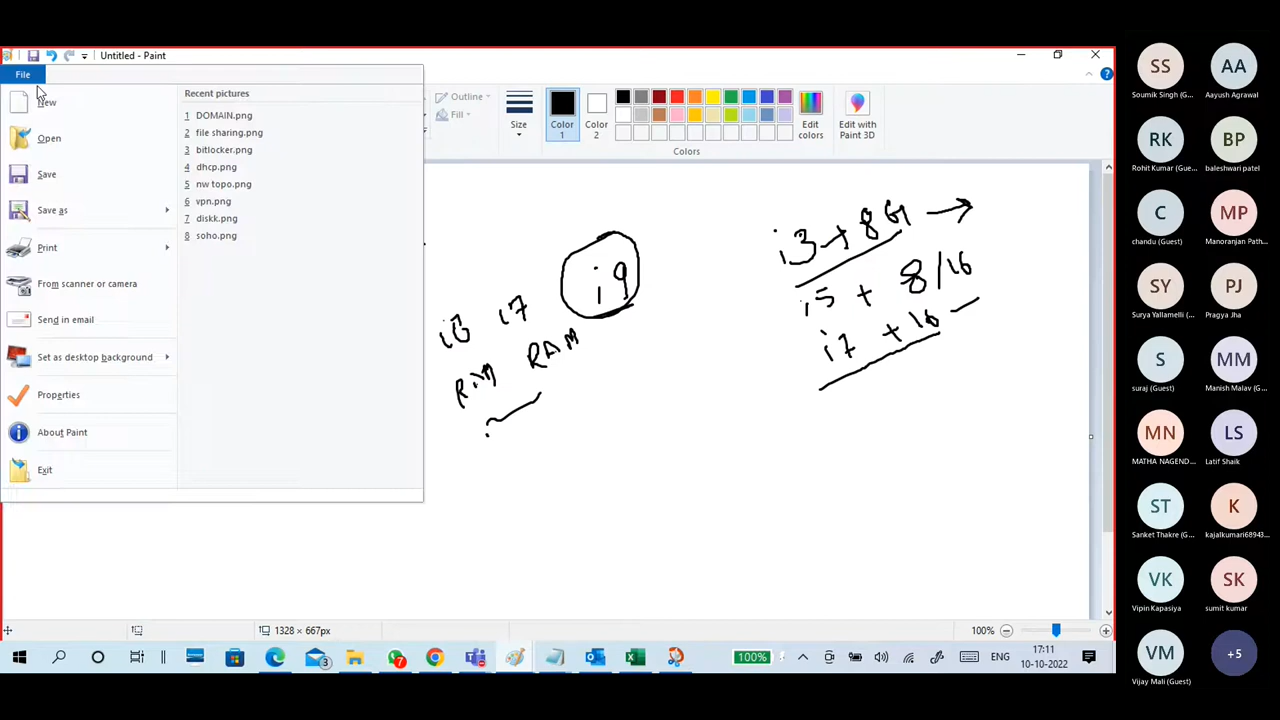 Untitled - Paint
File
New
Open
Save
Save as
Print
From scanner or camera
Send in email
Set as desktop background
Properties
About Paint
Exit
Recent pictures
1 DOMAIN.png
2 file sharing.png
3 bitlocker.png
4 dhcp.png
5 nw topo.png
6 vpn.png
7 diskk.png
8 soho.png
Outline
Fill
Size
Color 1
Color 2
Edit colors
Edit with Paint 3D
Colors
i7 i9
RAM
i3 + 8G →
i5 + 8/16
i7 + 16
1328 × 667px
100%
3
7
100%
ENG
17:11
10-10-2022
SS
Soumik Singh (G...
AA
Aayush Agrawal
RK
Rohit Kumar (Gue...
BP
baleshwari patel
C
chandu (Guest)
MP
Manoranjan Path...
SY
Surya Yallamelli (...
PJ
Pragya Jha
S
suraj (Guest)
MM
Manish Malav (G...
MN
MATHA NAGEND...
LS
Latif Shaik
ST
Sanket Thakre (G...
K
kajalkumari68943...
VK
Vipin Kapasiya
SK
sumit kumar
VM
Vijay Mali (Guest)
+5